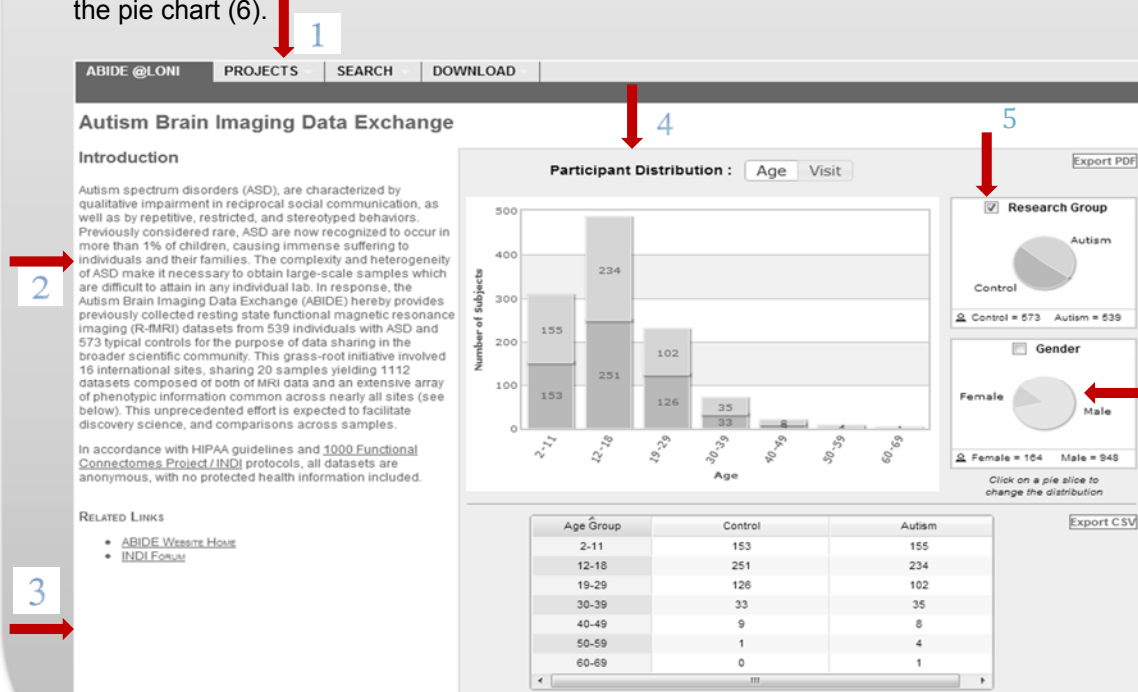 the pie chart (6).
1
ABIDE @LONI PROJECTS SEARCH DOWNLOAD
Autism Brain Imaging Data Exchange
4
5
Introduction
Autism spectrum disorders (ASD), are characterized by
qualitative impairment in reciprocal social communication, as
well as by repetitive, restricted, and stereotyped behaviors.
Previously considered rare, ASD are now recognized to occur in
more than 1% of children, causing immense suffering to
individuals and their families. The complexity and heterogeneity
of ASD make it necessary to obtain large-scale samples which
are difficult to attain in any individual lab. In response, the
Autism Brain Imaging Data Exchange (ABIDE) hereby provides
previously collected resting state functional magnetic resonance
imaging (R-fMRI) datasets from 539 individuals with ASD and
573 typical controls for the purpose of data sharing in the
broader scientific community. This grass-root initiative involved
16 international sites, sharing 20 samples yielding 1112
datasets composed of both of MRI data and an extensive array
of phenotypic information common across nearly all sites (see
below). This unprecedented effort is expected to facilitate
discovery science, and comparisons across samples.
In accordance with HIPAA guidelines and 1000 Functional
Connectomes Project / INDI protocols, all datasets are
anonymous, with no protected health information included.
RELATED LINKS
ABIDE WEBSITE HOME
INDI FORUM
2
3
Participant Distribution : Age Visit
Export PDF
Number of Subjects
500
400
300
200
100
0
155
153
234
251
102
126
35
33
2-11
12-18
19-29
30-39
40-49
50-59
60-69
Age
Research Group
Autism
Control
Control = 573 Autism = 539
Gender
Female
Male
Female = 164 Male = 948
Click on a pie slice to
change the distribution
Export CSV
Age Group Control Autism
2-11 153 155
12-18 251 234
19-29 126 102
30-39 33 35
40-49 9 8
50-59 1 4
60-69 0 1